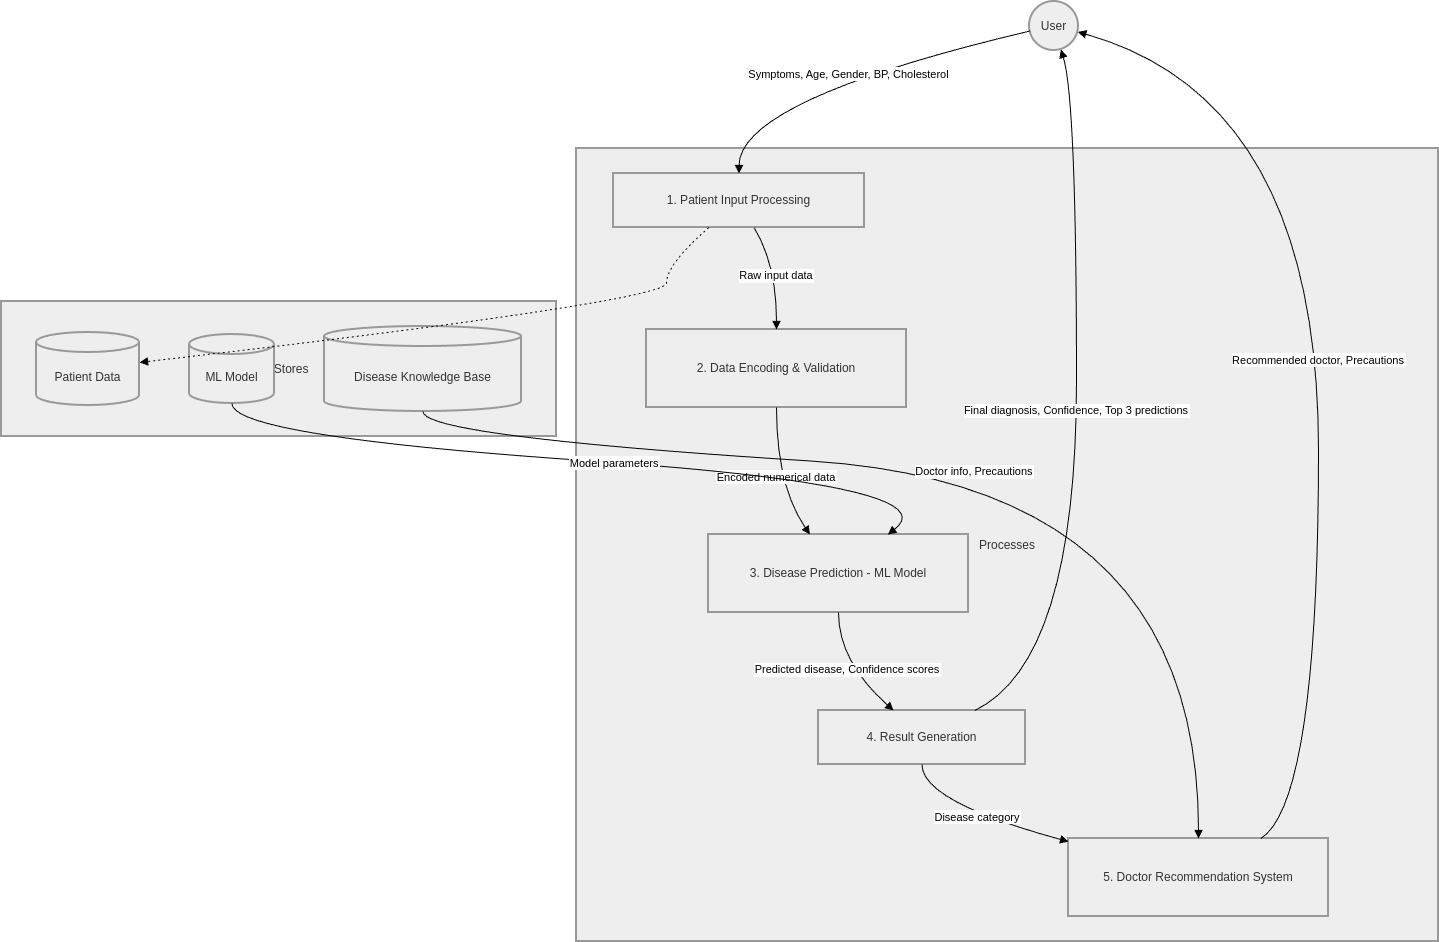 User
Symptoms, Age, Gender, BP, Cholesterol
1. Patient Input Processing
Raw input data
Patient Data
ML Model
Stores
Disease Knowledge Base
2. Data Encoding & Validation
Recommended doctor, Precautions
Final diagnosis, Confidence, Top 3 predictions
Model parameters
Encoded numerical data
Doctor info, Precautions
Processes
3. Disease Prediction - ML Model
Predicted disease, Confidence scores
4. Result Generation
Disease category
5. Doctor Recommendation System